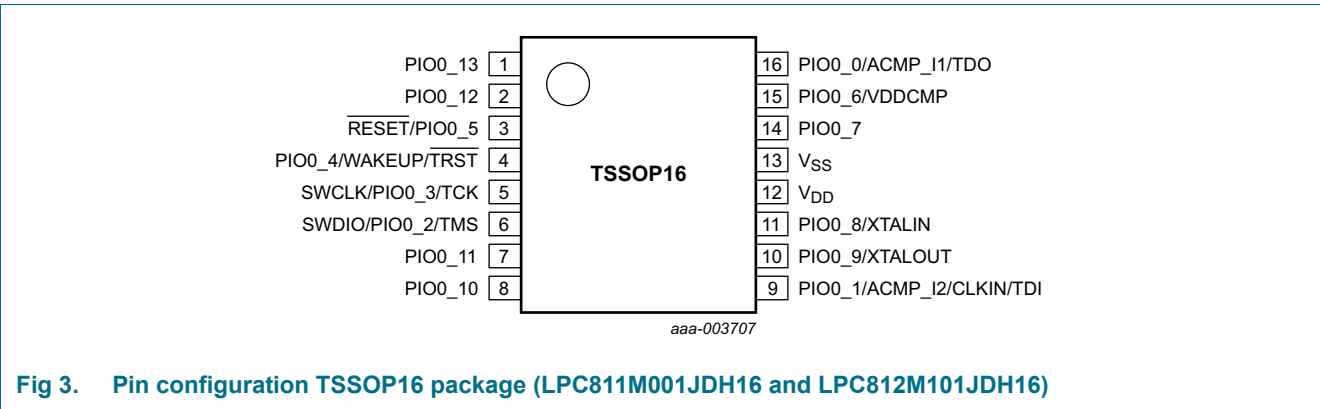 PIO0_13 1
PIO0_12 2
RESET/PIO0_5 3
PIO0_4/WAKEUP/TRST 4
SWCLK/PIO0_3/TCK 5
SWDIO/PIO0_2/TMS 6
PIO0_11 7
PIO0_10 8
TSSOP16
16 PIO0_0/ACMP_I1/TDO
15 PIO0_6/VDDCMP
14 PIO0_7
13 VSS
12 VDD
11 PIO0_8/XTALIN
10 PIO0_9/XTALOUT
9 PIO0_1/ACMP_I2/CLKIN/TDI
aaa-003707
Fig 3. Pin configuration TSSOP16 package (LPC811M001JDH16 and LPC812M101JDH16)